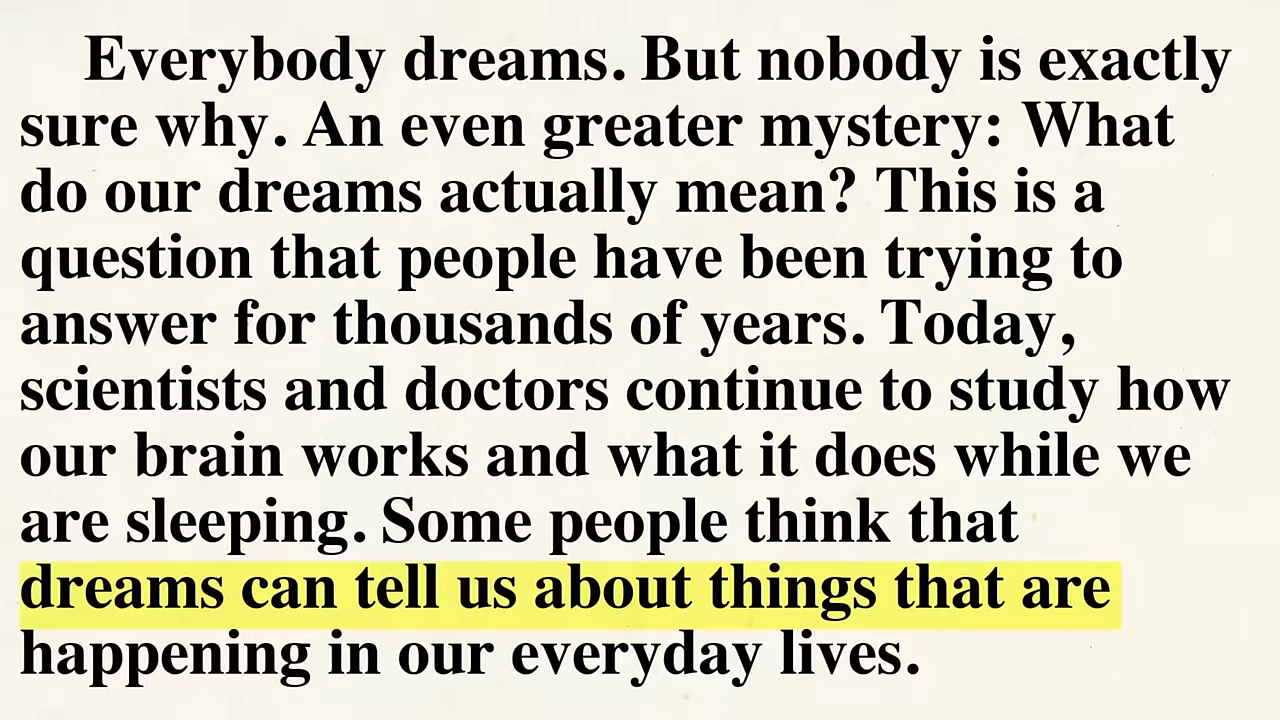 Everybody dreams. But nobody is exactly
sure why. An even greater mystery: What
do our dreams actually mean? This is a
question that people have been trying to
answer for thousands of years. Today,
scientists and doctors continue to study how
our brain works and what it does while we
are sleeping. Some people think that
dreams can tell us about things that are
happening in our everyday lives.